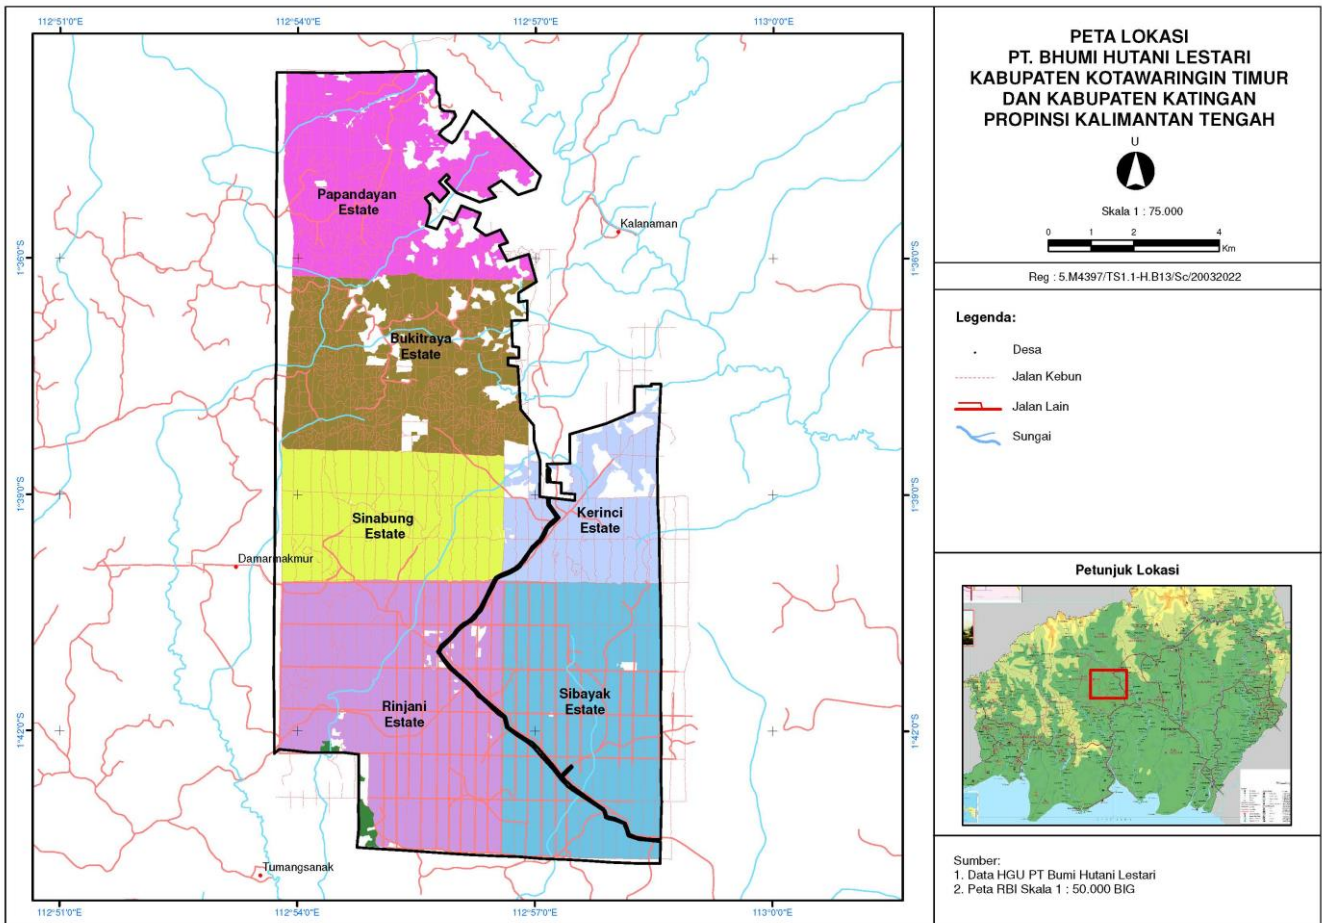 112°51'0"E
112°54'0"E
112°57'0"E
113°0'0"E
PETA LOKASI
PT. BHUMI HUTANI LESTARI
KABUPATEN KOTAWARINGIN TIMUR
DAN KABUPATEN KATINGAN
PROPINSI KALIMANTAN TENGAH
U
Skala 1 : 75.000
0 1 2 4
Km
Reg : 5.M4397/TS1.1-H.B13/Sc/20032022
Legenda:
Desa
Jalan Kebun
Jalan Lain
Sungai
Petunjuk Lokasi
Sumber:
1. Data HGU PT Bumi Hutani Lestari
2. Peta RBI Skala 1 : 50.000 BIG
Papandayan
Estate
Kalanaman
1°36'0"S
1°36'0"S
Bukitraya
Estate
1°39'0"S
1°39'0"S
Sinabung
Estate
Kerinci
Estate
Damarmakmur
Rinjani
Estate
Sibayak
Estate
1°42'0"S
1°42'0"S
Tumangsanak
112°51'0"E
112°54'0"E
112°57'0"E
113°0'0"E